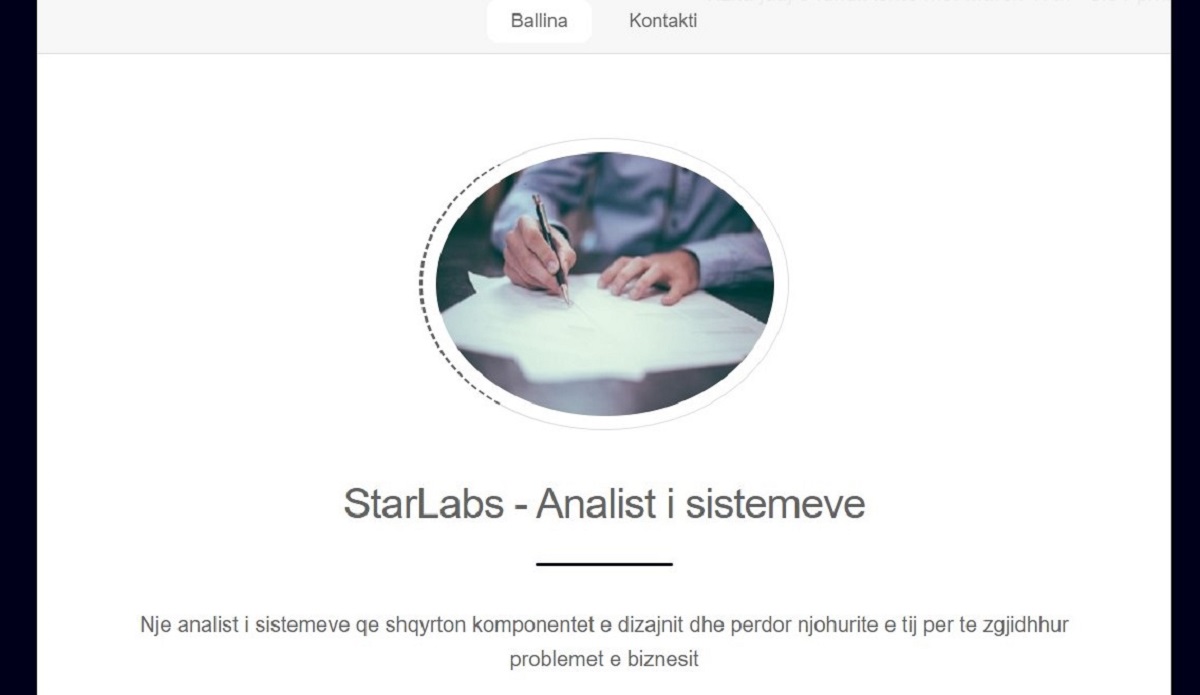 Ballina Kontakti
StarLabs - Analist i sistemeve
Nje analist i sistemeve qe shqyrton komponentet e dizajnit dhe perdor njohurite e tij per te zgjidhhur
problemet e biznesit